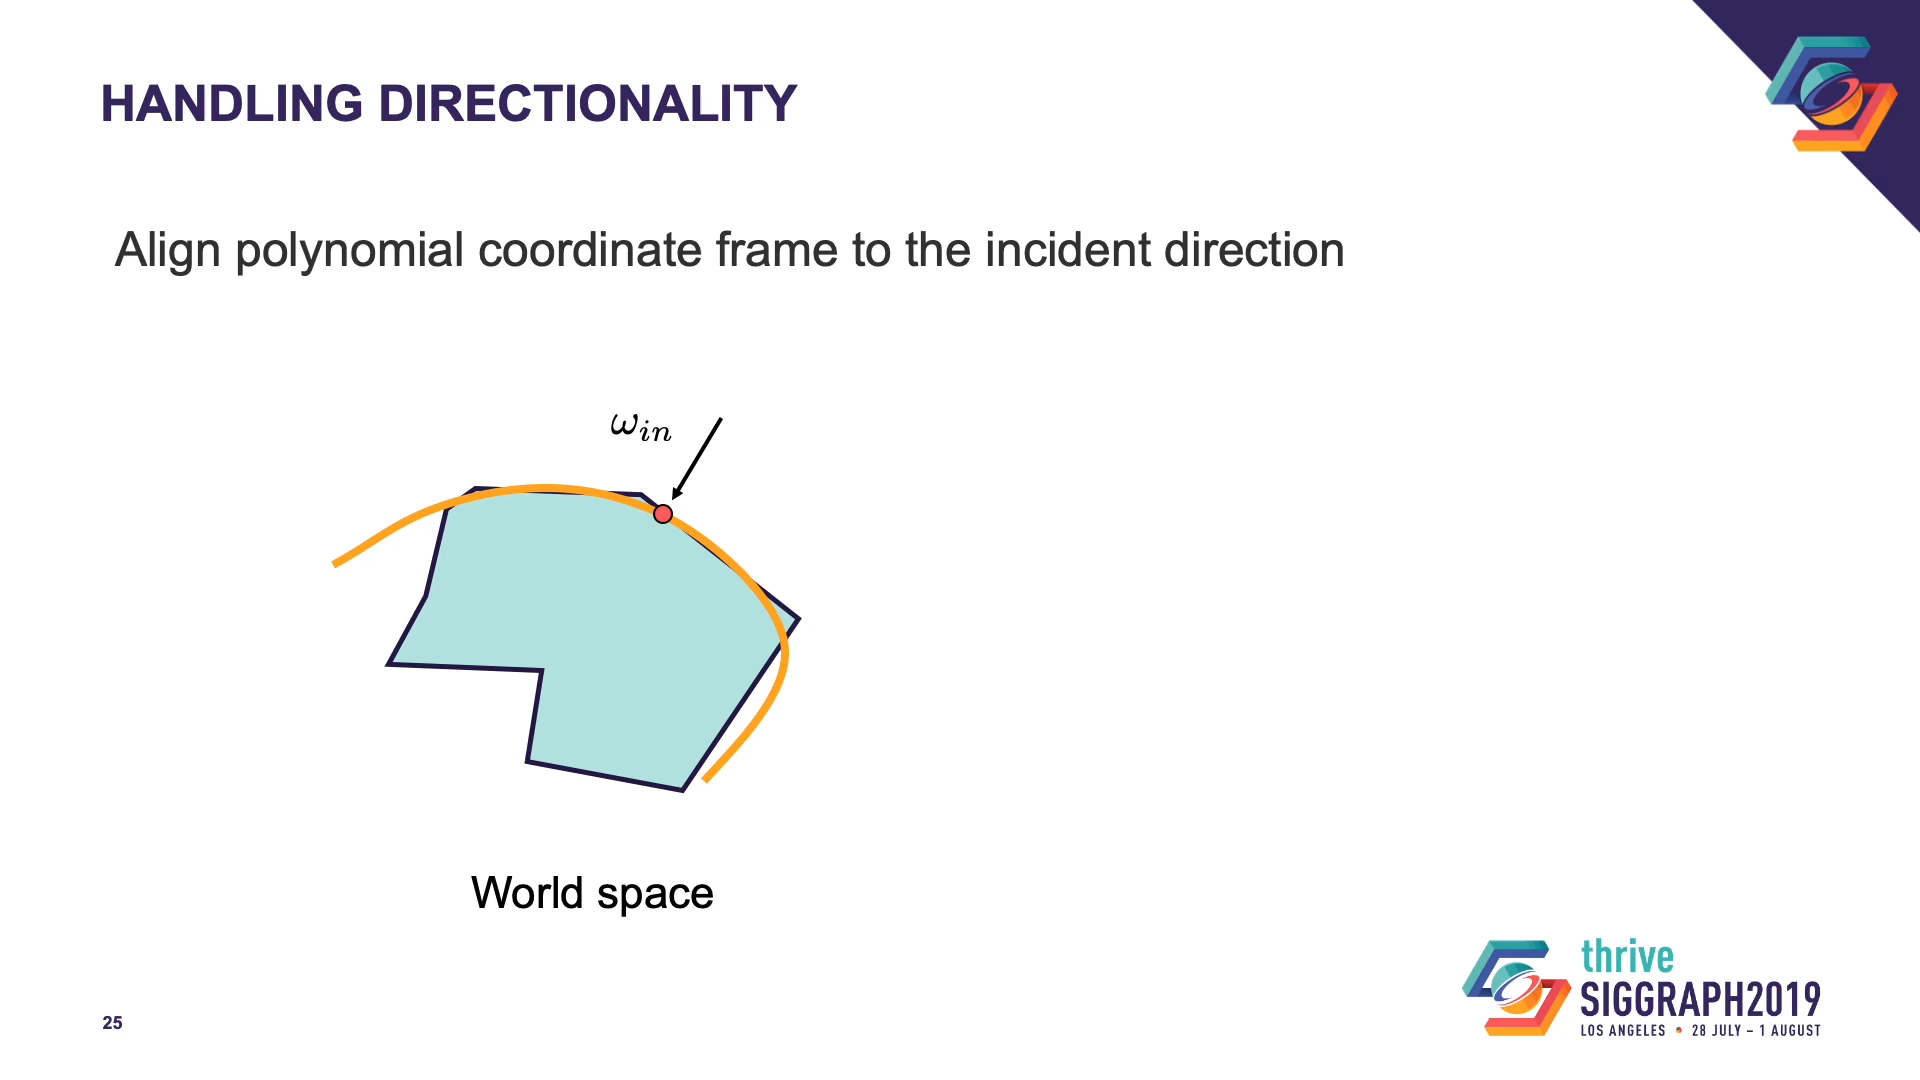 HANDLING DIRECTIONALITY
Align polynomial coordinate frame to the incident direction
ω_in
World space
thrive
SIGGRAPH2019
LOS ANGELES • 28 JULY – 1 AUGUST
25